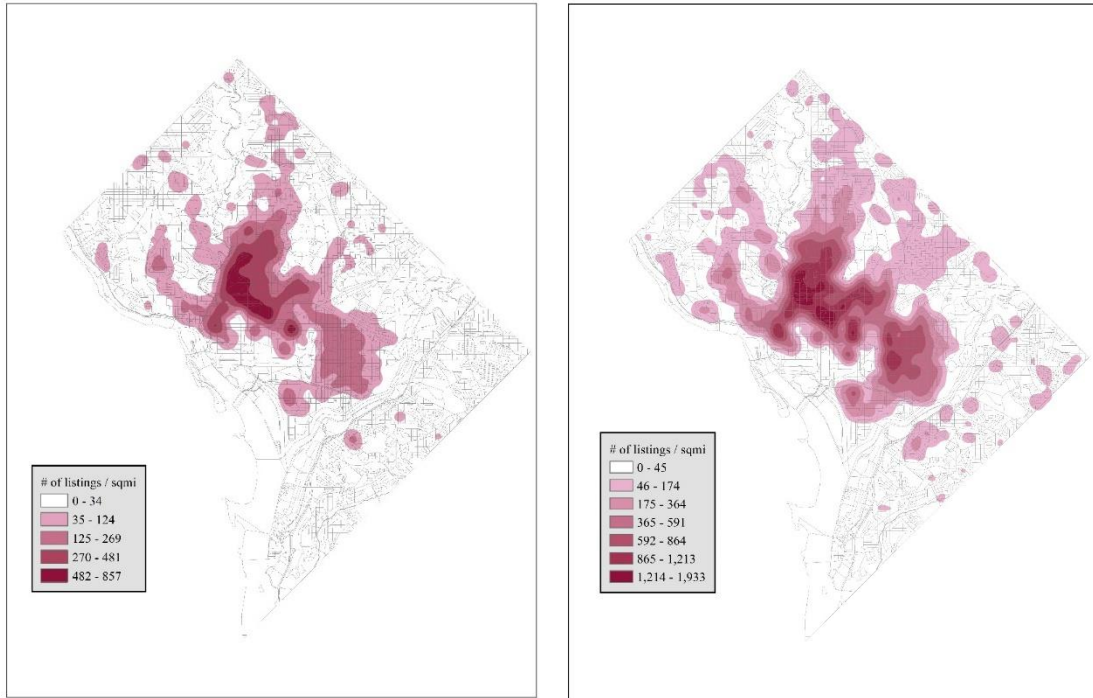 # of listings / sqmi
0 - 34
35 - 124
125 - 269
270 - 481
482 - 857
# of listings / sqmi
0 - 45
46 - 174
175 - 364
365 - 591
592 - 864
865 - 1,213
1,214 - 1,933